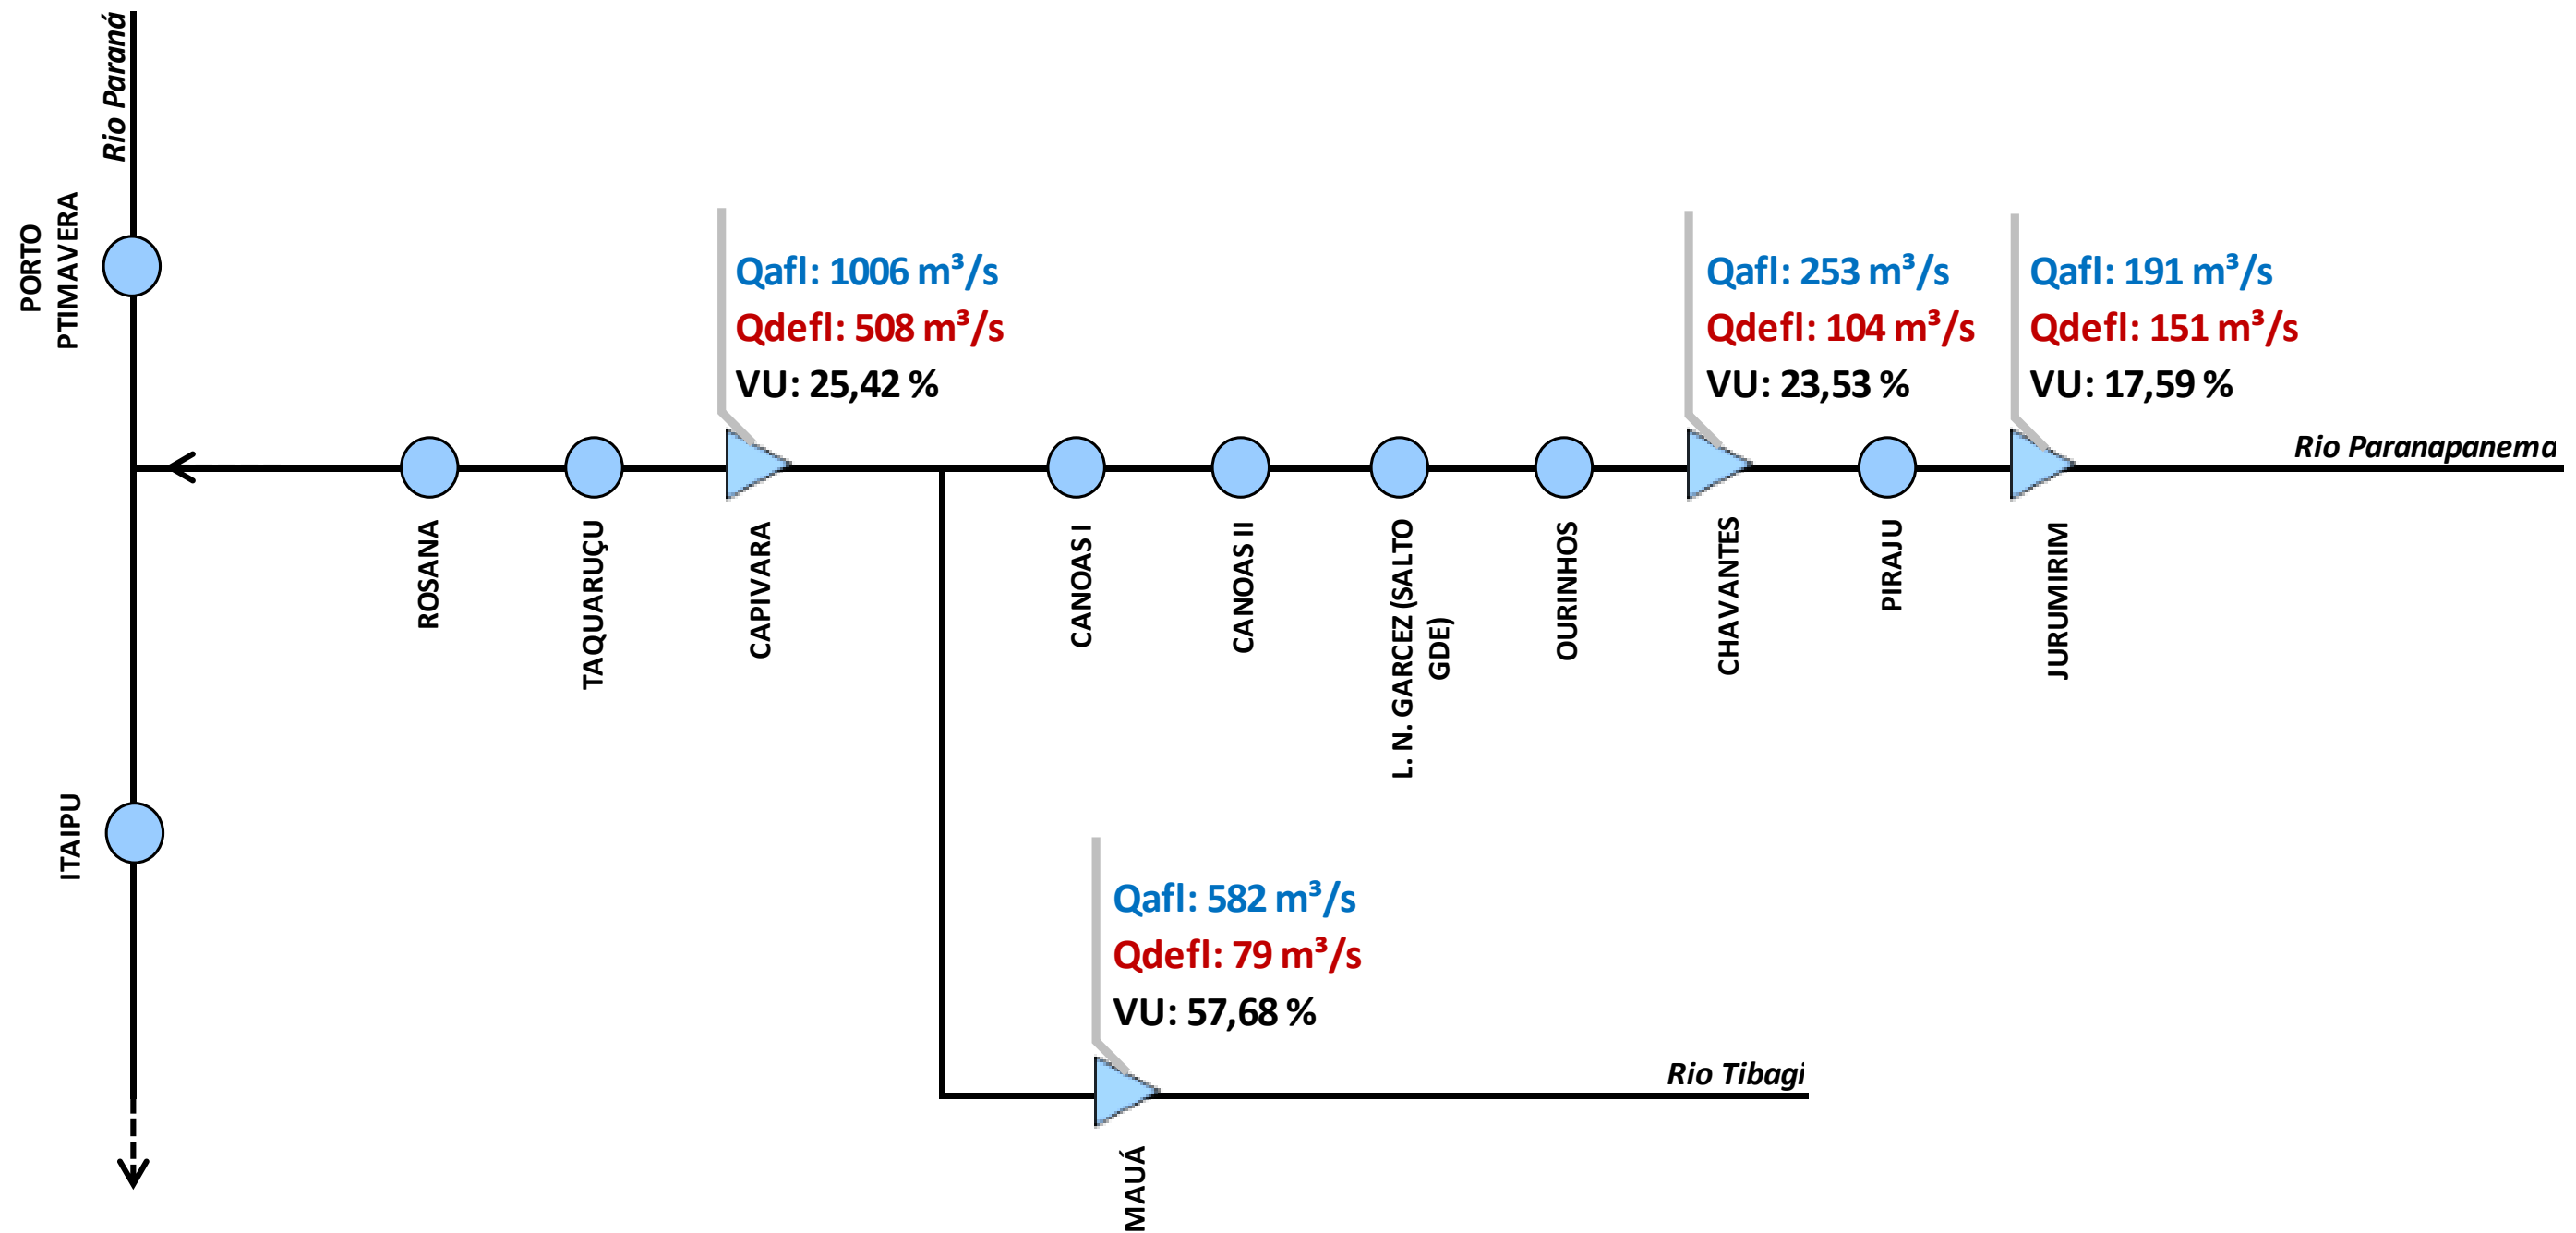 Rio Paraná
PORTO
PTIMAVERA
Qafl: 1006 m³/s
Qdefl: 508 m³/s
VU: 25,42 %
Qafl: 253 m³/s
Qdefl: 104 m³/s
VU: 23,53 %
Qafl: 191 m³/s
Qdefl: 151 m³/s
VU: 17,59 %
Rio Paranapanema
ROSANA
TAQUARUÇU
CAPIVARA
CANOAS I
CANOAS II
L. N. GARCEZ (SALTO
GDE)
OURINHOS
CHAVANTES
PIRAJU
JURUMIRIM
ITAIPU
Qafl: 582 m³/s
Qdefl: 79 m³/s
VU: 57,68 %
Rio Tibagi
MAUÁ